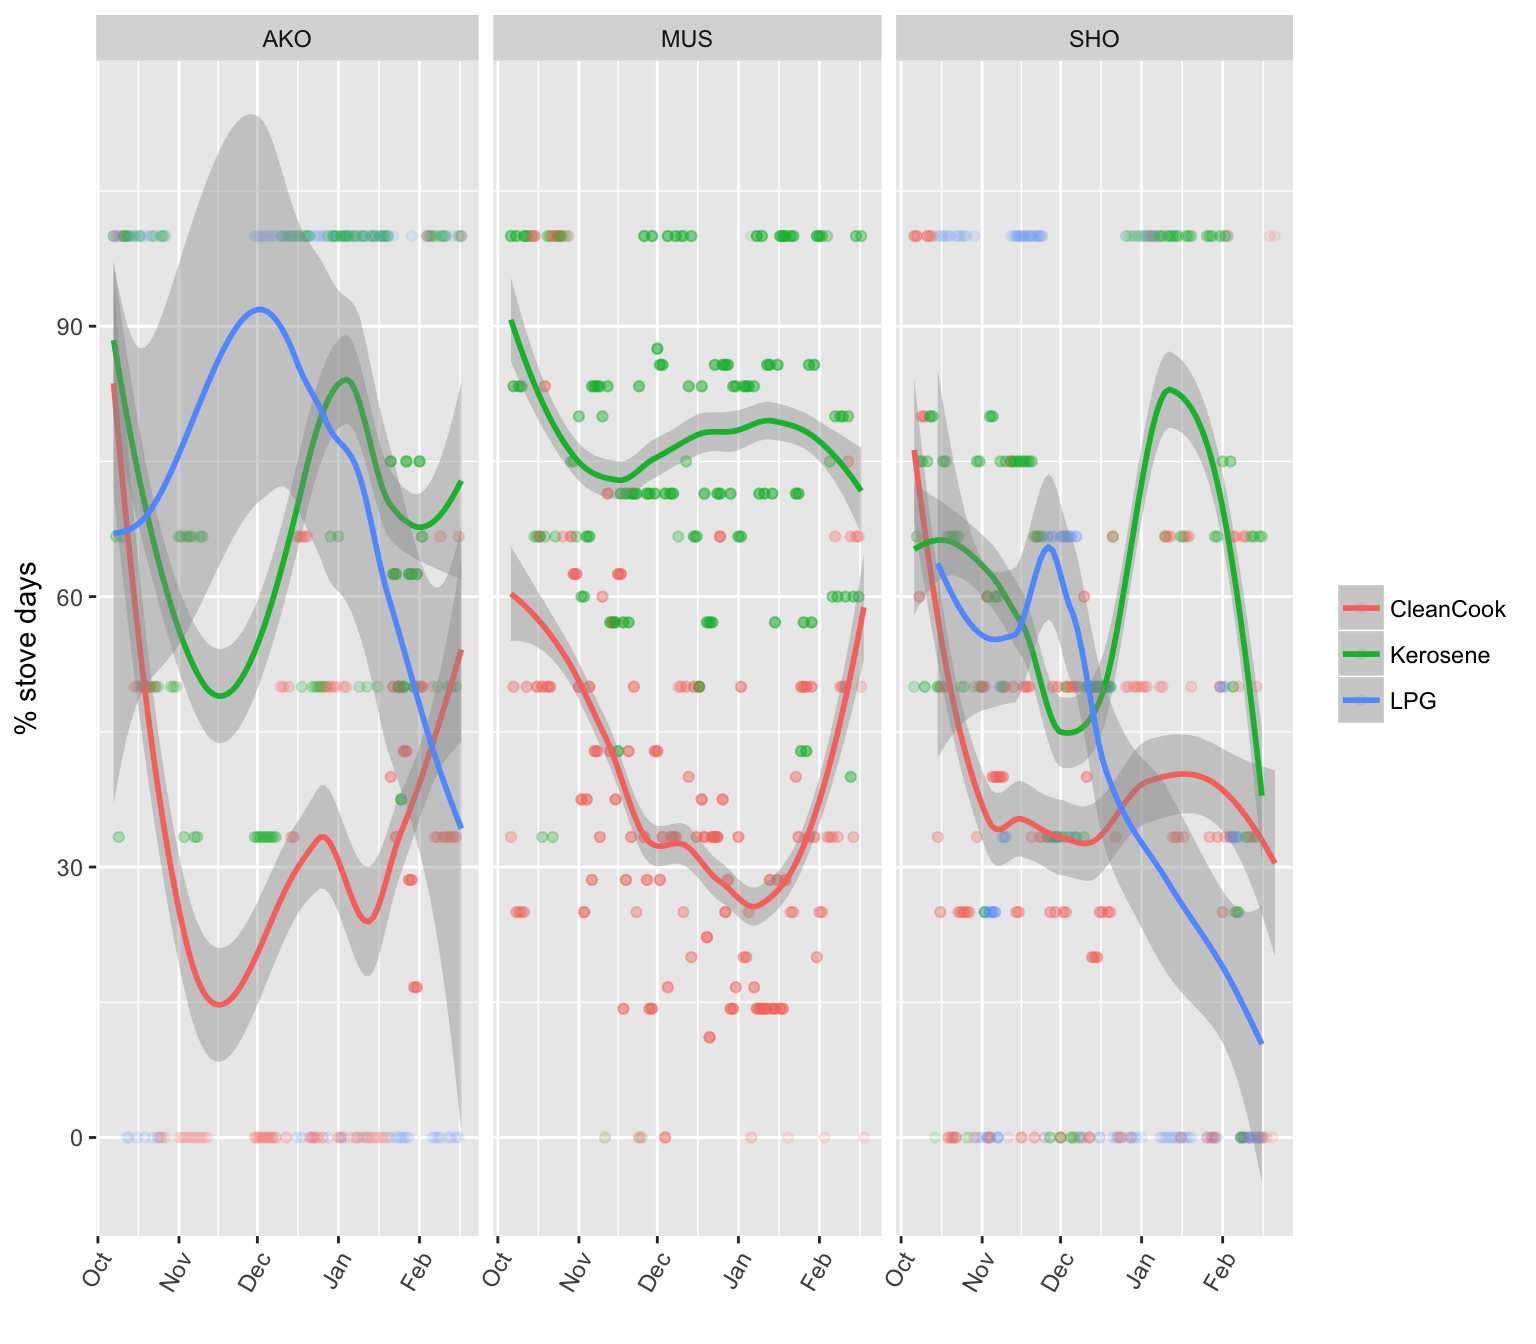 AKO MUS SHO
% stove days
90
60
30
0
Oct Nov Dec Jan Feb Oct Nov Dec Jan Feb Oct Nov Dec Jan Feb
CleanCook
Kerosene
LPG